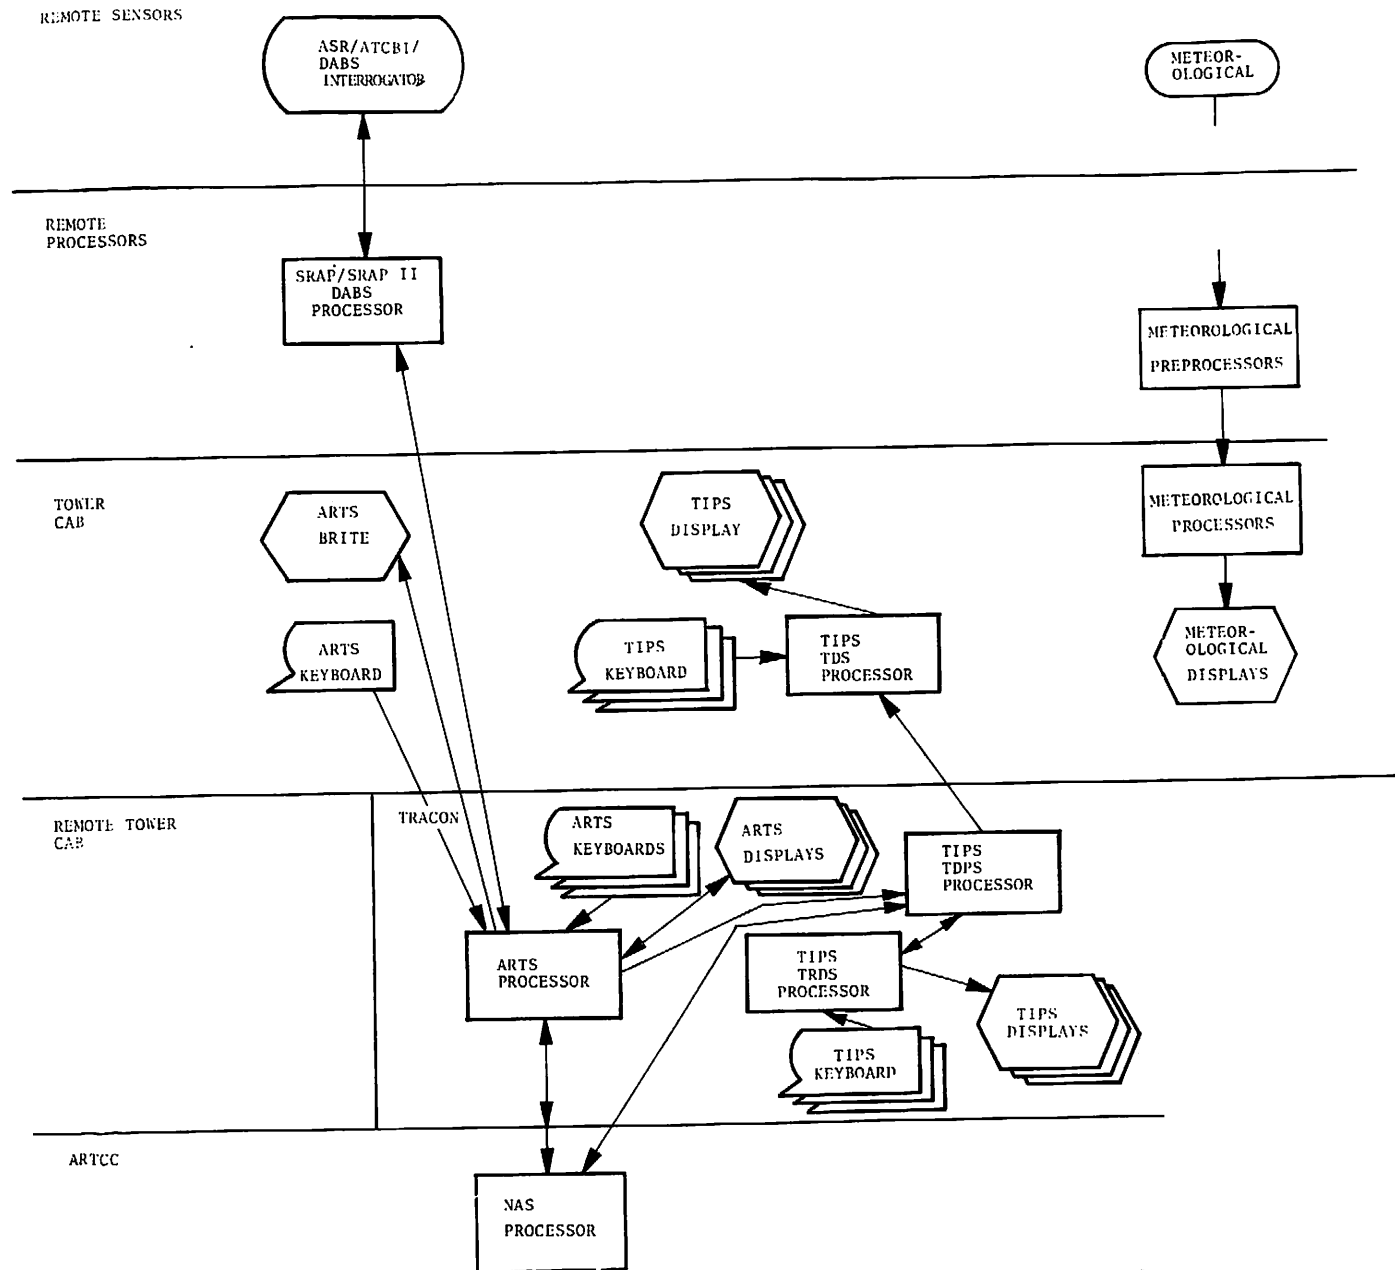 REMOTE SENSORS
ASR/ATCBI/
DABS
INTERROGATOR
METEOR-
OLOGICAL
REMOTE
PROCESSORS
SRAP/SRAP II
DABS
PROCESSOR
METEOROLOGICAL
PREPROCESSORS
TOWER
CAB
ARTS
BRITE
TIPS
DISPLAY
METEOROLOGICAL
PROCESSORS
ARTS
KEYBOARD
TIPS
KEYBOARD
TIPS
TDS
PROCESSOR
METEOR-
OLOGICAL
DISPLAYS
REMOTE TOWER
CAB
TRACON
ARTS
KEYBOARDS
ARTS
DISPLAYS
TIPS
TDPS
PROCESSOR
ARTS
PROCESSOR
TIPS
TRDS
PROCESSOR
TIPS
DISPLAYS
TIPS
KEYBOARD
ARTCC
NAS
PROCESSOR